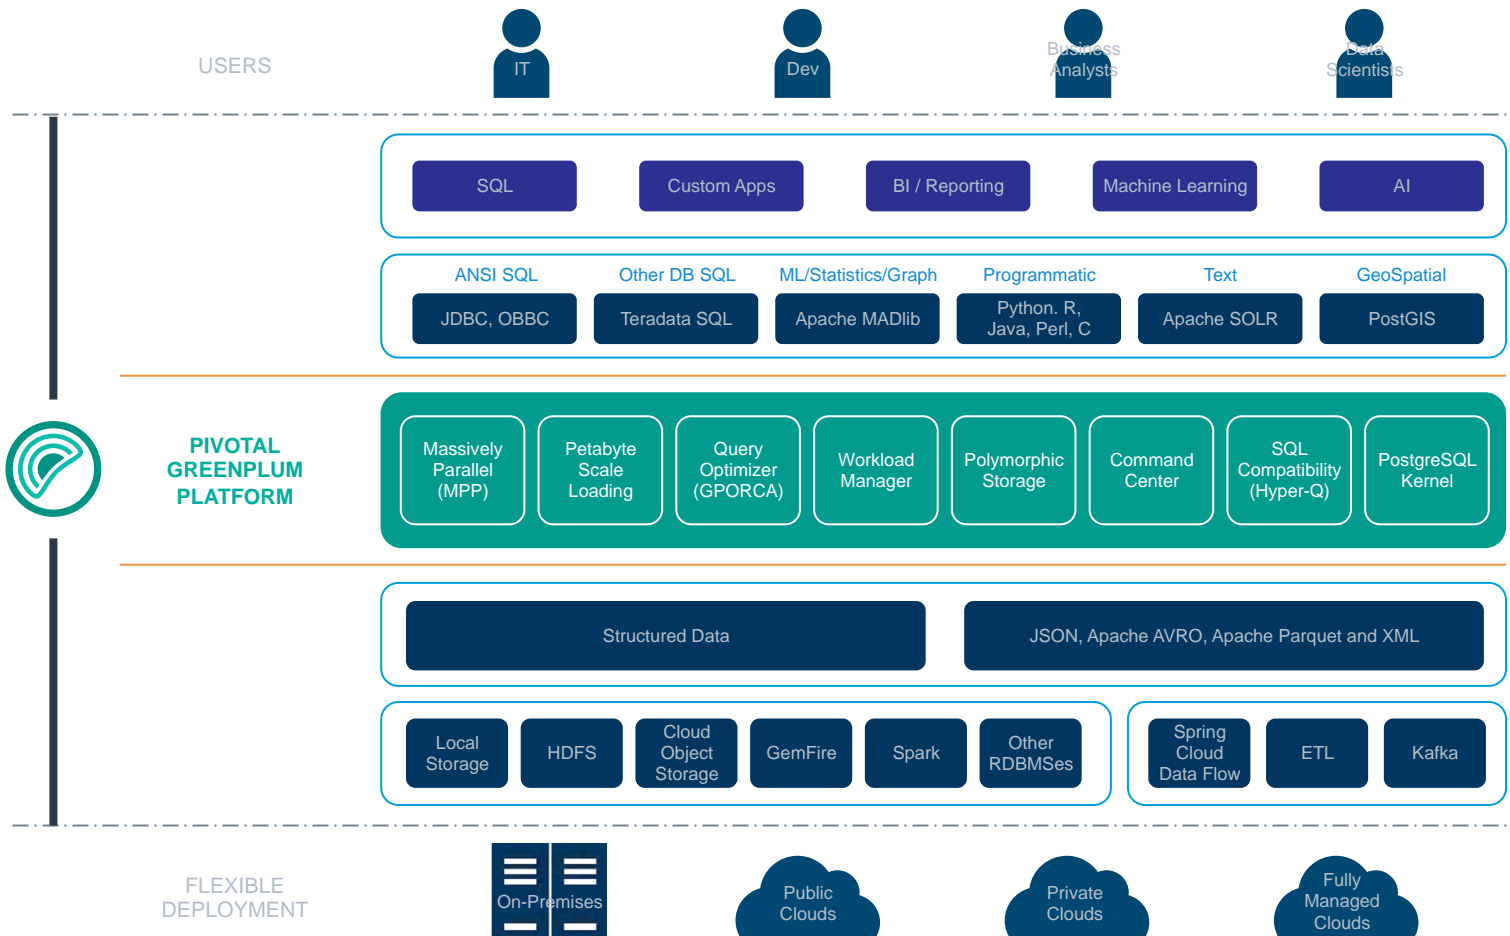 USERS
IT
Dev
Business
Analysts
Data
Scientists
SQL
Custom Apps
BI / Reporting
Machine Learning
AI
ANSI SQL
Other DB SQL
ML/Statistics/Graph
Programmatic
Text
GeoSpatial
JDBC, OBBC
Teradata SQL
Apache MADlib
Python. R,
Java, Perl, C
Apache SOLR
PostGIS
PIVOTAL
GREENPLUM
PLATFORM
Massively
Parallel
(MPP)
Petabyte
Scale
Loading
Query
Optimizer
(GPORCA)
Workload
Manager
Polymorphic
Storage
Command
Center
SQL
Compatibility
(Hyper-Q)
PostgreSQL
Kernel
Structured Data
JSON, Apache AVRO, Apache Parquet and XML
Local
Storage
HDFS
Cloud
Object
Storage
GemFire
Spark
Other
RDBMSes
Spring
Cloud
Data Flow
ETL
Kafka
FLEXIBLE
DEPLOYMENT
On-Premises
Public
Clouds
Private
Clouds
Fully
Managed
Clouds